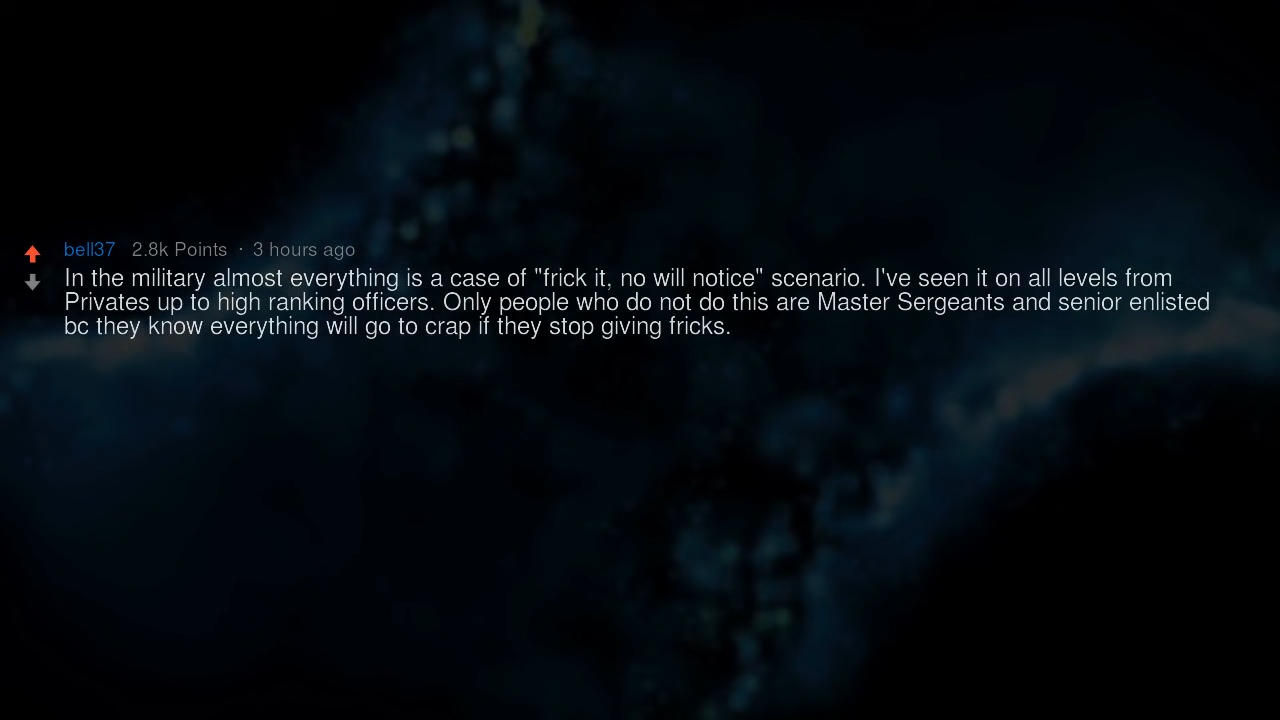 bell37 2.8k Points · 3 hours ago
In the military almost everything is a case of "frick it, no will notice" scenario. I've seen it on all levels from
Privates up to high ranking officers. Only people who do not do this are Master Sergeants and senior enlisted
bc they know everything will go to crap if they stop giving fricks.